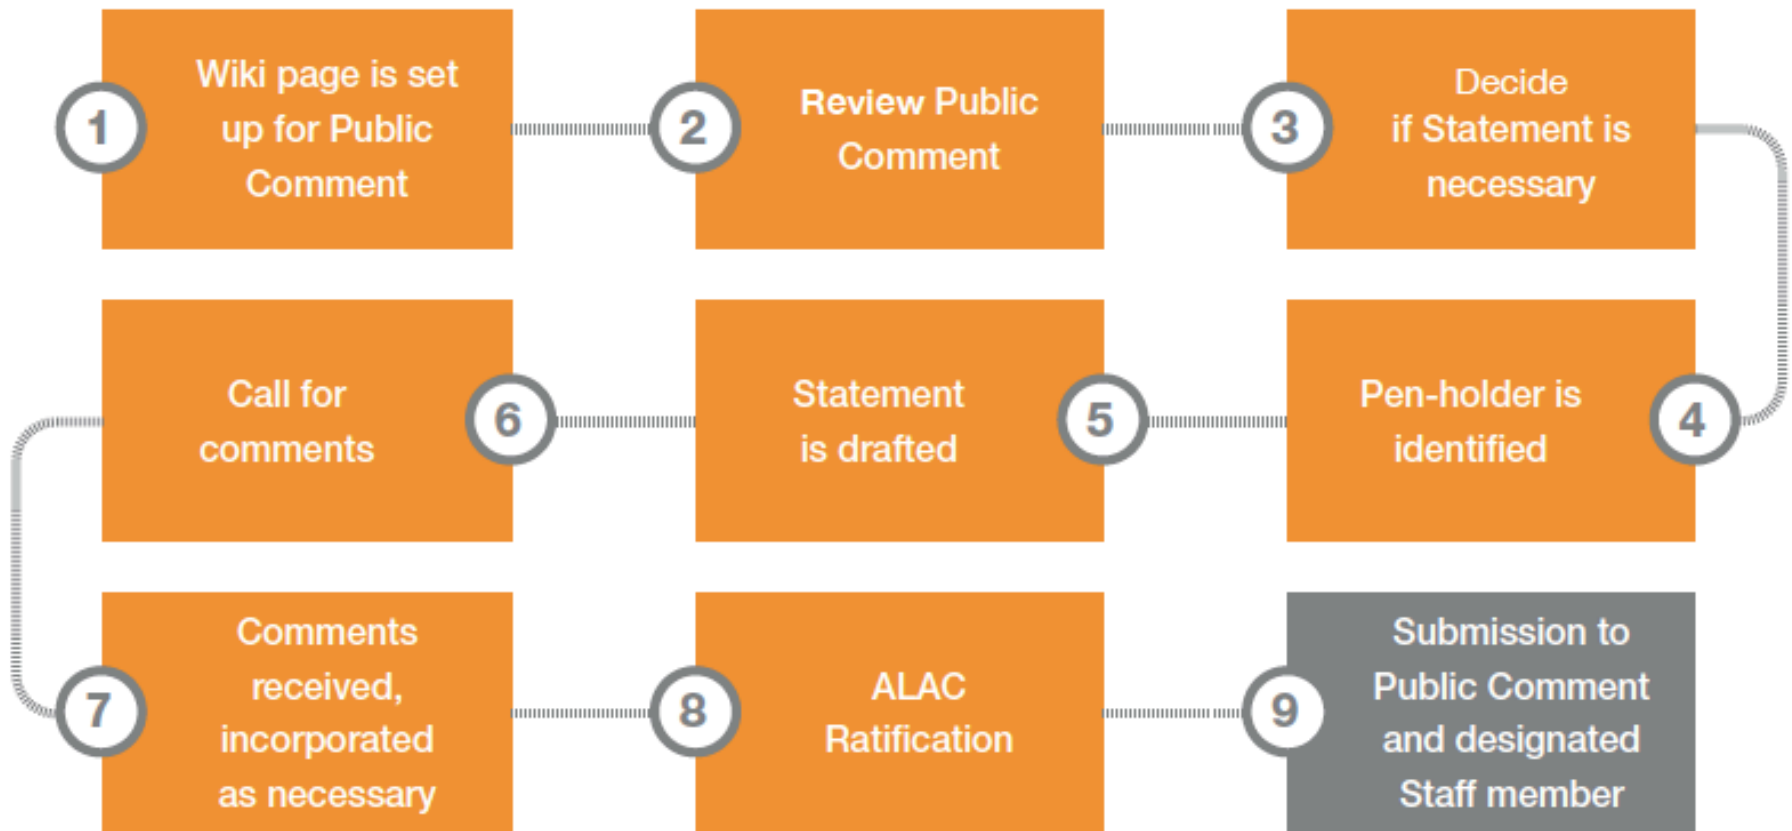 1
Wiki page is set
up for Public
Comment
2
Review Public
Comment
3
Decide
if Statement is
necessary
4
Pen-holder is
identified
5
Statement
is drafted
6
Call for
comments
7
Comments
received,
incorporated
as necessary
8
ALAC
Ratification
9
Submission to
Public Comment
and designated
Staff member